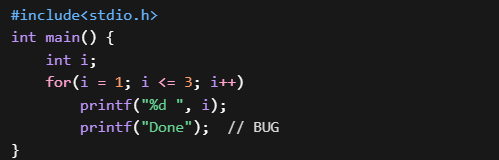 #include<stdio.h>
int main() {
    int i;
    for(i = 1; i <= 3; i++)
        printf("%d ", i);
        printf("Done");  // BUG
}